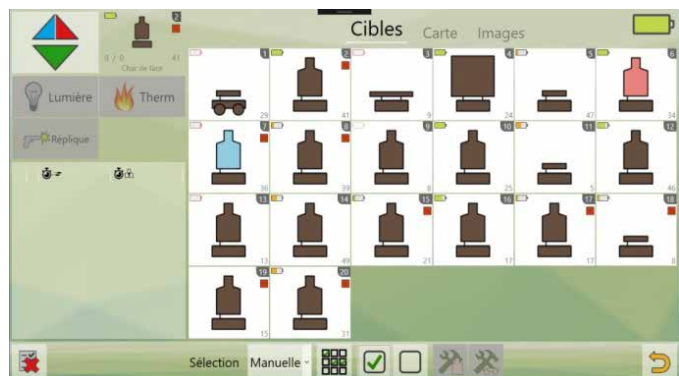 2
Cibles
Carte
Images
0 / 0
41
Char de face
Lumière
Therm
Réplique
1 2 3 4 5 6
29 41 9 24 47 34
7 8 9 10 11 12
36 39 8 25 5 46
13 14 15 16 17 18
13 49 21 17 17 8
19 20
15 31
Sélection
Manuelle